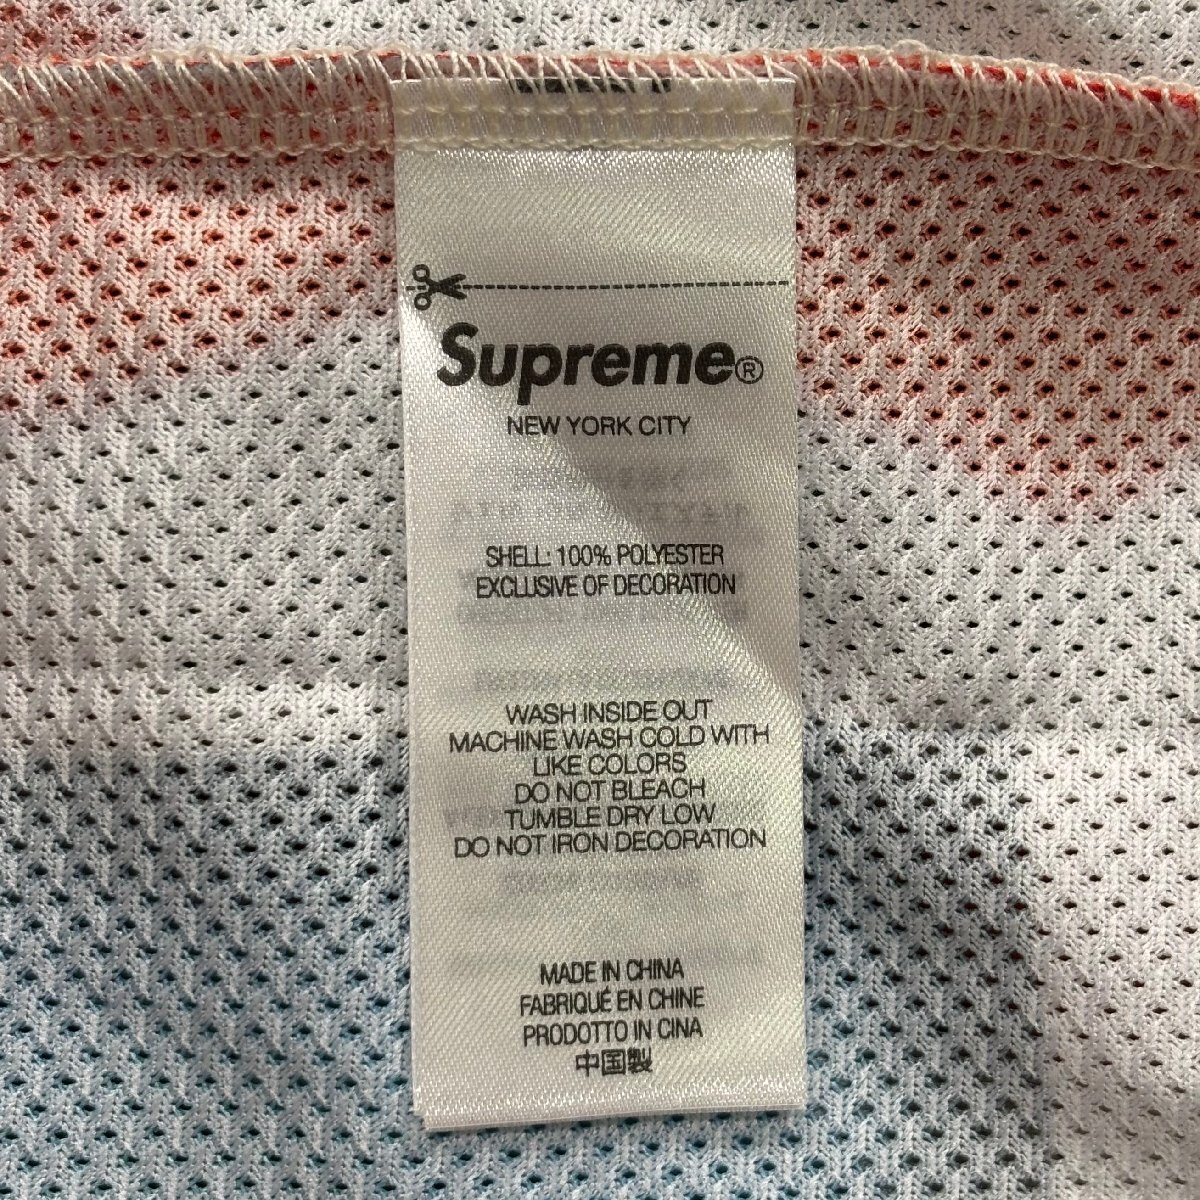 Supreme®
NEW YORK CITY
SHELL: 100% POLYESTER
EXCLUSIVE OF DECORATION
WASH INSIDE OUT
MACHINE WASH COLD WITH
LIKE COLORS
DO NOT BLEACH
TUMBLE DRY LOW
DO NOT IRON DECORATION
MADE IN CHINA
FABRIQUÉ EN CHINE
PRODOTTO IN CINA
中国製